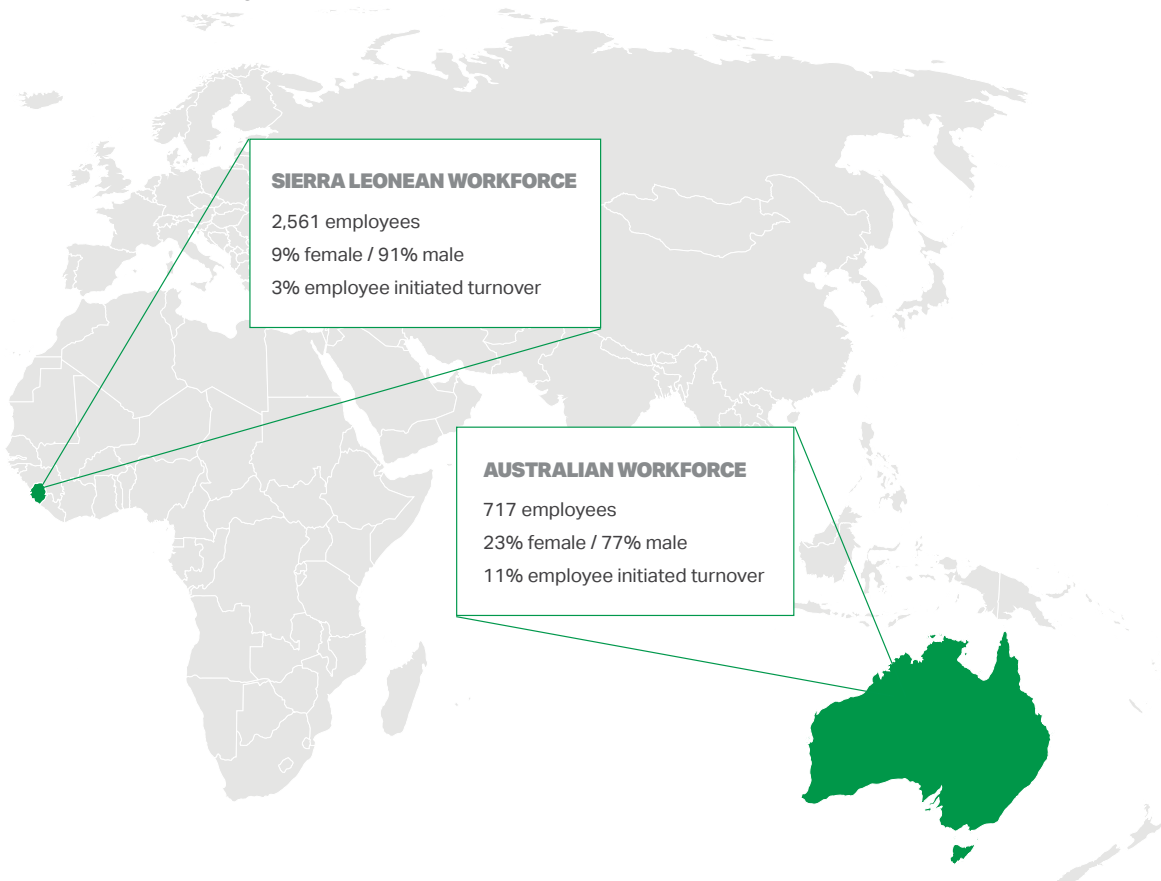 SIERRA LEONEAN WORKFORCE
2,561 employees
9% female / 91% male
3% employee initiated turnover
AUSTRALIAN WORKFORCE
717 employees
23% female / 77% male
11% employee initiated turnover